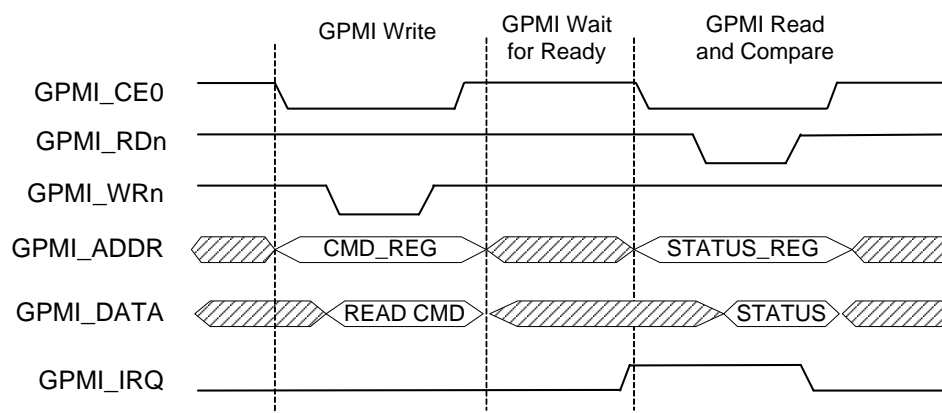 GPMI Write
GPMI Wait
for Ready
GPMI Read
and Compare
GPMI_CE0
GPMI_RDn
GPMI_WRn
GPMI_ADDR
CMD_REG
STATUS_REG
GPMI_DATA
READ CMD
STATUS
GPMI_IRQ